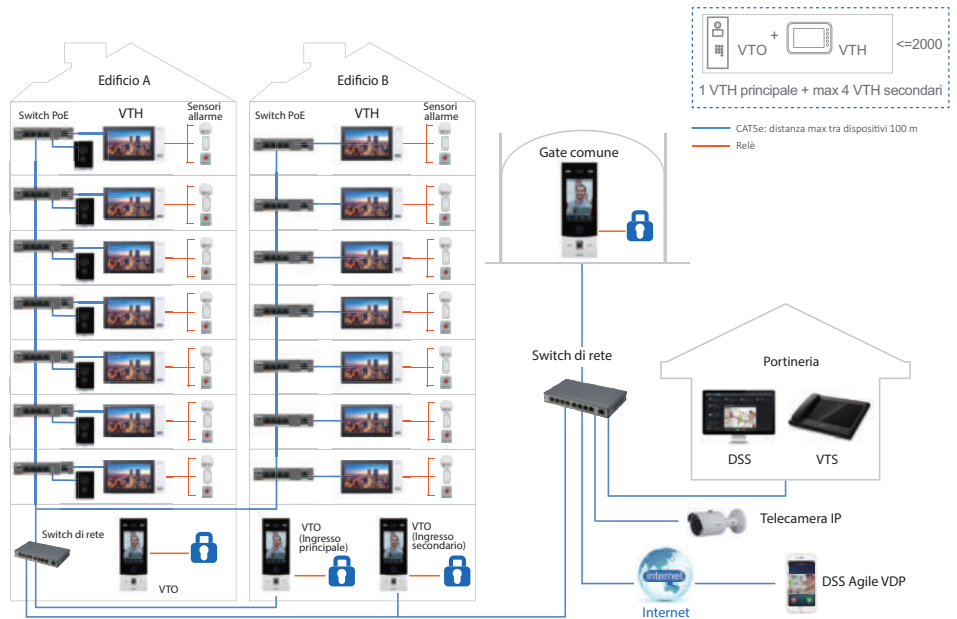 VTO
+
VTH
<=2000
1 VTH principale + max 4 VTH secondari
CAT5e: distanza max tra dispositivi 100 m
Relè
Edificio A
Edificio B
Switch PoE
VTH
Sensori
allarme
Switch PoE
VTH
Sensori
allarme
Gate comune
Switch di rete
Portineria
DSS
VTS
Telecamera IP
Switch di rete
VTO
VTO
(Ingresso
principale)
VTO
(Ingresso
secondario)
internet
Internet
DSS Agile VDP